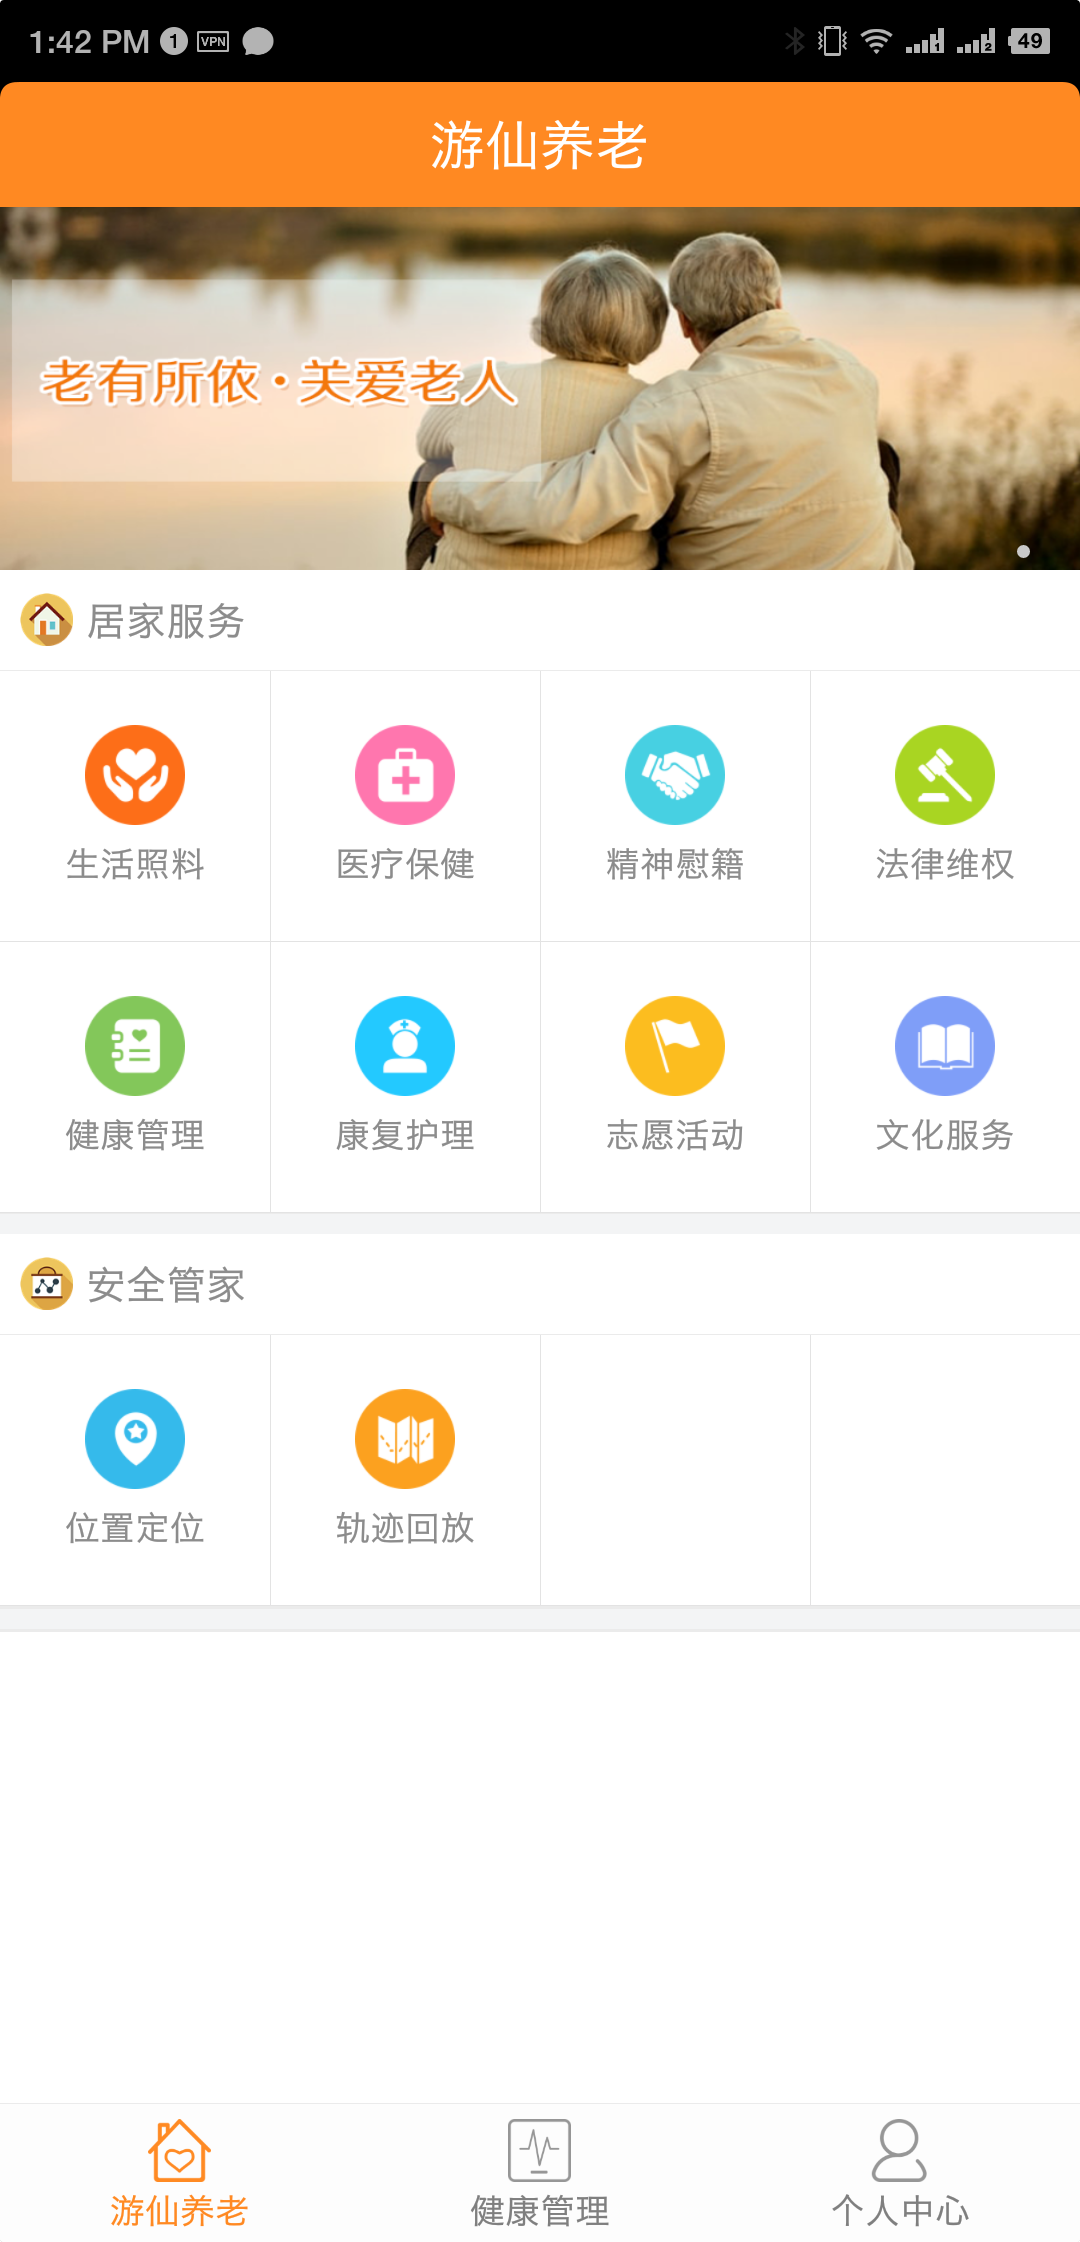 1:42 PM 1 VPN 1 2 49
游仙养老
老有所依·关爱老人
居家服务
生活照料 医疗保健 精神慰籍 法律维权
健康管理 康复护理 志愿活动 文化服务
安全管家
位置定位 轨迹回放
游仙养老 健康管理 个人中心